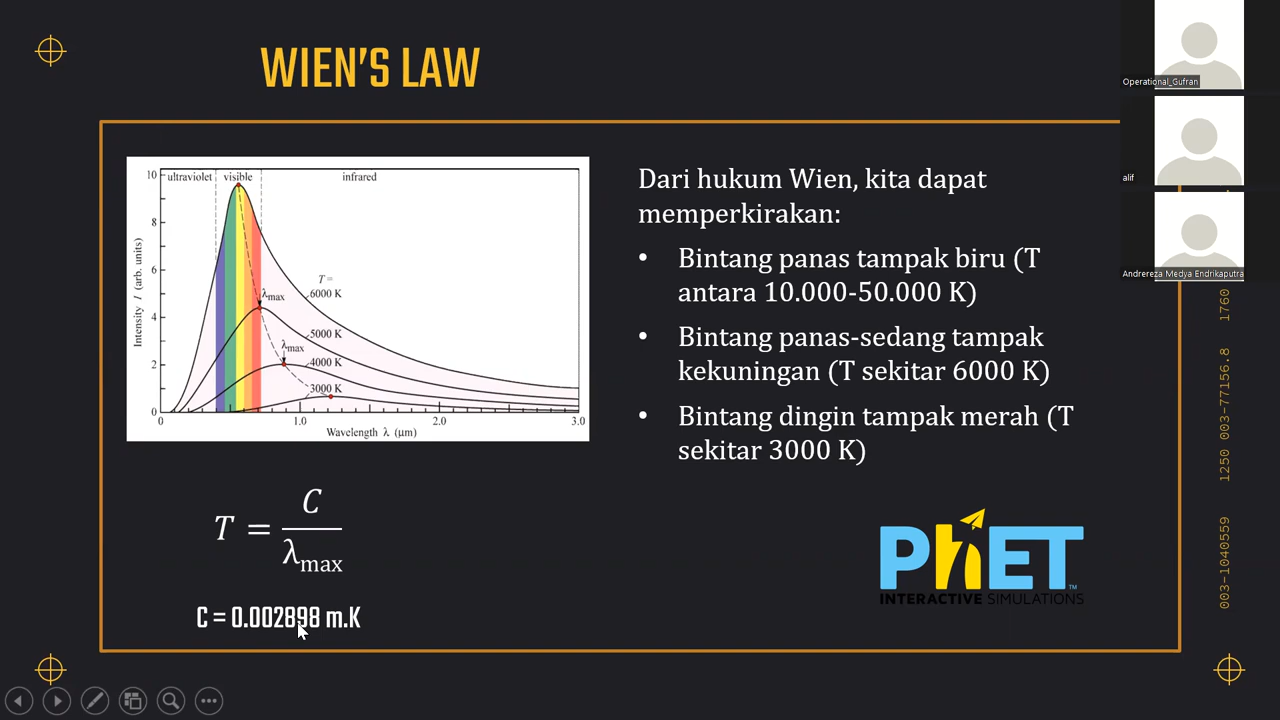 WIEN'S LAW
Operational_Gufran
alif
Andrereza Medya Endrikaputra
ultraviolet
visible
infrared
10
8
6
4
2
0
Intensity I (arb. units)
T =
6000 K
λmax
5000 K
λmax
4000 K
3000 K
0
1.0
2.0
3.0
Wavelength λ (μm)
Dari hukum Wien, kita dapat
memperkirakan:
• Bintang panas tampak biru (T
antara 10.000-50.000 K)
• Bintang panas-sedang tampak
kekuningan (T sekitar 6000 K)
• Bintang dingin tampak merah (T
sekitar 3000 K)
T = C / λmax
C = 0.002898 m.K
PhET
TM
INTERACTIVE SIMULATIONS
003-1040559 1250 003-77156.8 1760